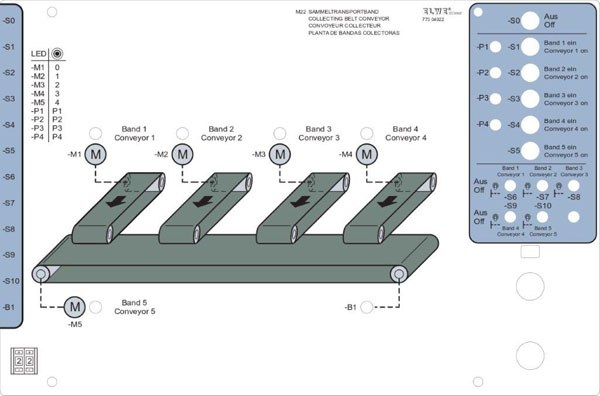 M22 SAMMELTRANSPORTBAND
COLLECTING BELT CONVEYOR
CONVOYEUR COLLECTEUR
PLANTA DE BANDAS COLECTORAS
773 04922
-S0
-S1
-S2
-S3
-S4
-S5
-S6
-S7
-S8
-S9
-S10
-B1
LED
-M1 0
-M2 1
-M3 2
-M4 3
-M5 4
-P1 P1
-P2 P2
-P3 P3
-P4 P4
Band 1
Conveyor 1
-M1 M
Band 2
Conveyor 2
-M2 M
Band 3
Conveyor 3
-M3 M
Band 4
Conveyor 4
-M4 M
M
-M5
Band 5
Conveyor 5
-B1
2 2
-S0 Aus
Off
-P1 -S1 Band 1 ein
Conveyor 1 on
-P2 -S2 Band 2 ein
Conveyor 2 on
-P3 -S3 Band 3 ein
Conveyor 3 on
-P4 -S4 Band 4 ein
Conveyor 4 on
-S5 Band 5 ein
Conveyor 5 on
Band 1 Band 2 Band 3
Conveyor 1 Conveyor 2 Conveyor 3
Aus
Off
-S6 -S7 -S8
-S9 -S10
Aus
Off
Band 4 Band 5
Conveyor 4 Conveyor 5